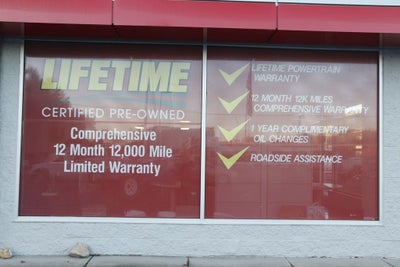 LIFETIME
CERTIFIED PRE-OWNED
Comprehensive
12 Month 12,000 Mile
Limited Warranty
LIFETIME POWERTRAIN
WARRANTY
12 MONTH 12K MILES
COMPREHENSIVE WARRANTY
1 YEAR COMPLIMENTARY
OIL CHANGES
ROADSIDE ASSISTANCE